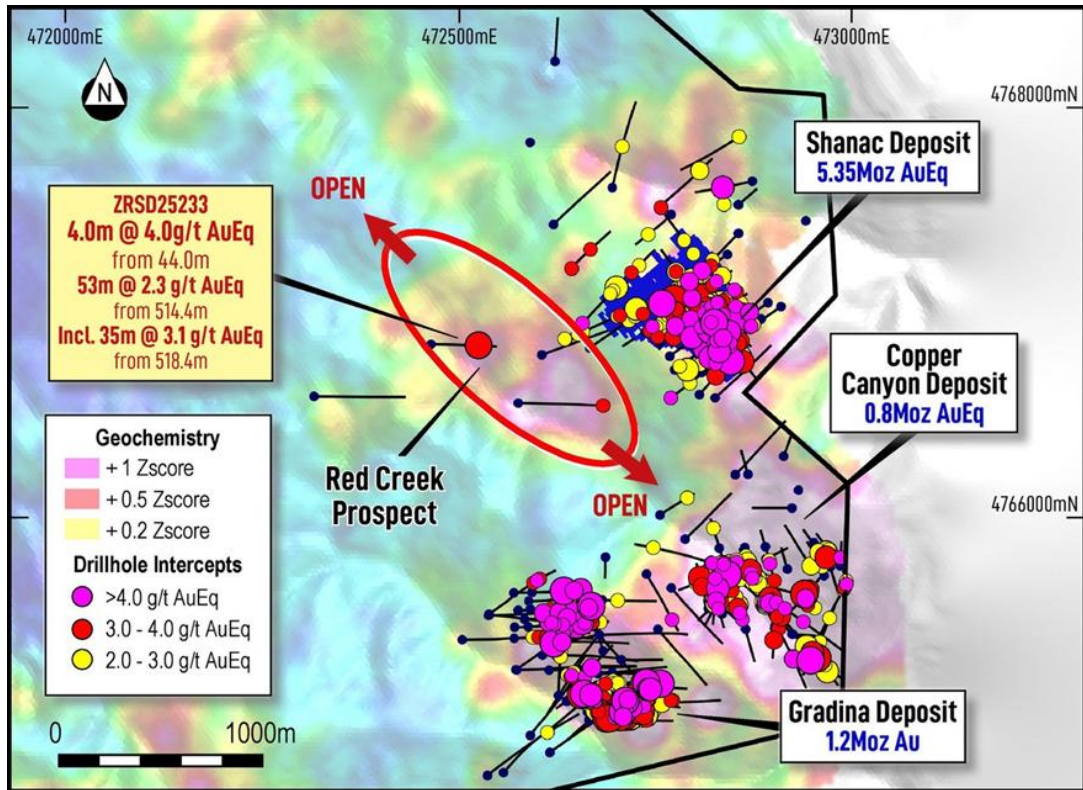 472000mE
472500mE
473000mE
N
4768000mN
Shanac Deposit
5.35Moz AuEq
OPEN
ZRSD25233
4.0m @ 4.0g/t AuEq
from 44.0m
53m @ 2.3 g/t AuEq
from 514.4m
Incl. 35m @ 3.1 g/t AuEq
from 518.4m
Copper
Canyon Deposit
0.8Moz AuEq
Red Creek
Prospect
OPEN
4766000mN
Geochemistry
+ 1 Zscore
+ 0.5 Zscore
+ 0.2 Zscore
Drillhole Intercepts
>4.0 g/t AuEq
3.0 - 4.0 g/t AuEq
2.0 - 3.0 g/t AuEq
0
1000m
Gradina Deposit
1.2Moz Au